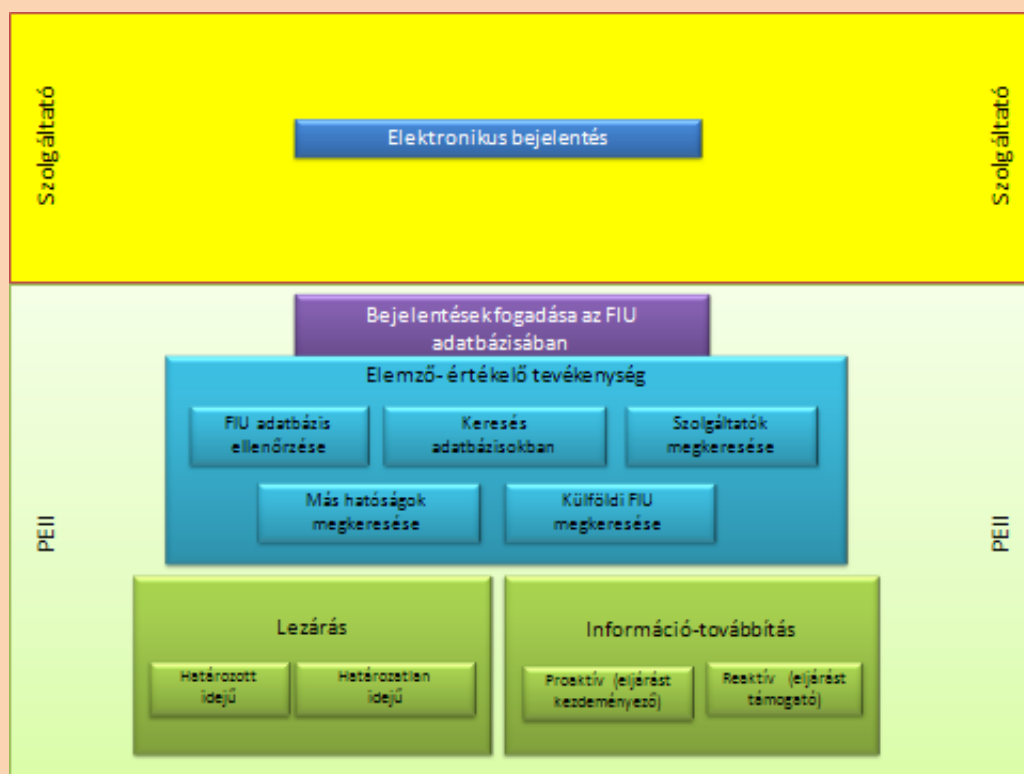 Szolgáltató
Szolgáltató
Elektronikus bejelentés
Bejelentések fogadása az FIU
adatbázisában
Elemző- értékelő tevékenység
FIU adatbázis
ellenőrzése
Keresés
adatbázisokban
Szolgáltatók
megkeresése
Más hatóságok
megkeresése
Külföldi FIU
megkeresése
PEII
PEII
Lezárás
Határozott
idejű
Határozatlan
idejű
Információ-továbbítás
Proaktív (eljárást
kezdeményező)
Reaktív (eljárást
támogató)